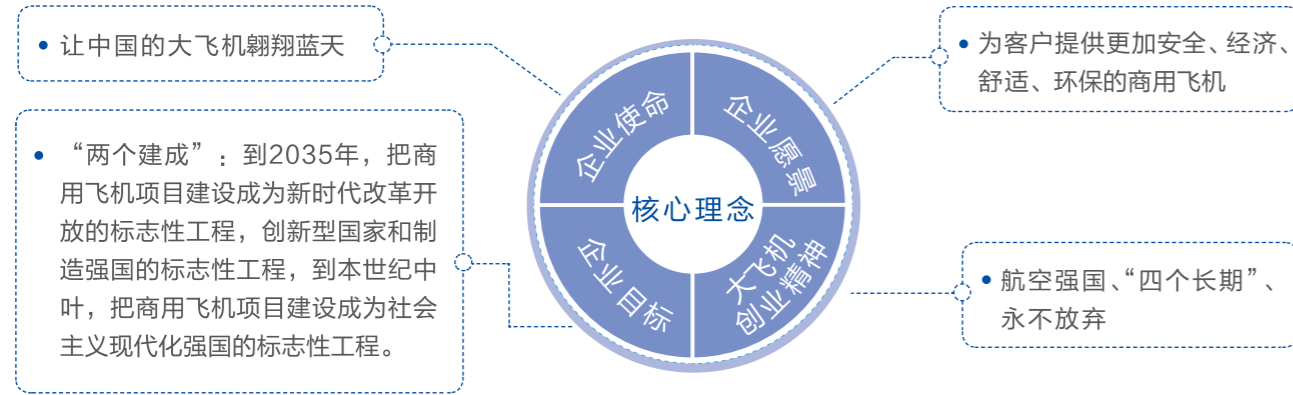 让中国的大飞机翱翔蓝天
“两个建成”：到2035年，把商
用飞机项目建设成为新时代改革开
放的标志性工程，创新型国家和制
造强国的标志性工程，到本世纪中
叶，把商用飞机项目建设成为社会
主义现代化强国的标志性工程。
企业使命
企业愿景
核心理念
企业目标
大飞机
创业精神
为客户提供更加安全、经济、
舒适、环保的商用飞机
航空强国、“四个长期”、
永不放弃